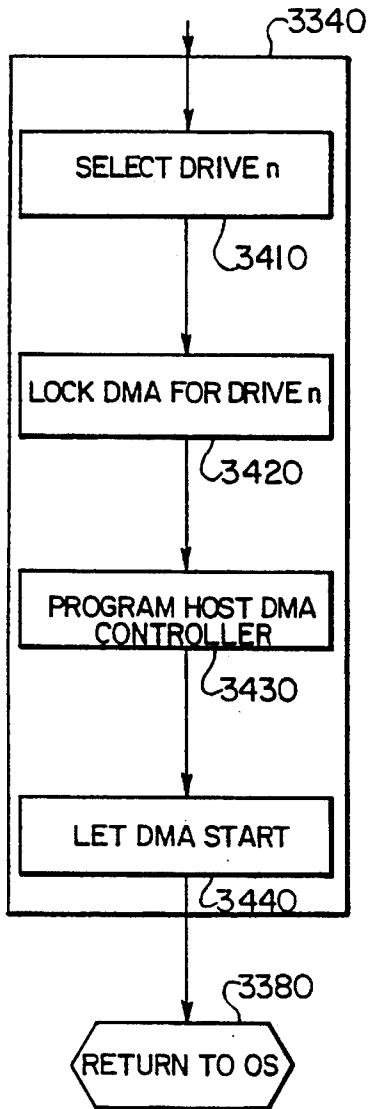 3340
SELECT DRIVE n
3410
LOCK DMA FOR DRIVE n
3420
PROGRAM HOST DMA
CONTROLLER
3430
LET DMA START
3440
3380
RETURN TO OS